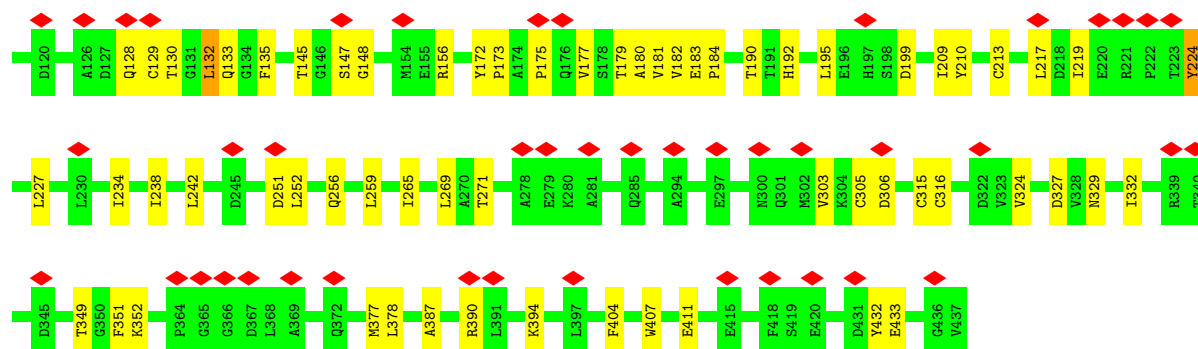 D120 A126 D127 Q128 C129 T130 G131 L132 Q133 G134 F135 T145 G146 S147 G148 M154 E155 R156 Y172 P173 A174 P175 Q176 V177 S178 T179 A180 V181 V182 E183 P184 T190 T191 H192 L195 E196 H197 S198 D199 I209 Y210 C213 L217 D218 I219 E220 R221 P222 T223 Y224
L227 L230 I234 I238 L242 D245 D251 L252 Q256 L259 I265 L269 A270 T271 A278 E279 K280 A281 Q285 A294 E297 N300 Q301 M302 V303 K304 C305 D306 C315 C316 D322 V323 V324 D327 V328 N329 I332 R339 T340
D345 T349 G350 F351 K352 P364 G365 G366 D367 L368 A369 Q372 M377 L378 A387 R390 L391 K394 L397 F404 W407 E411 E415 F418 S419 E420 D431 Y432 E433 G436 V437